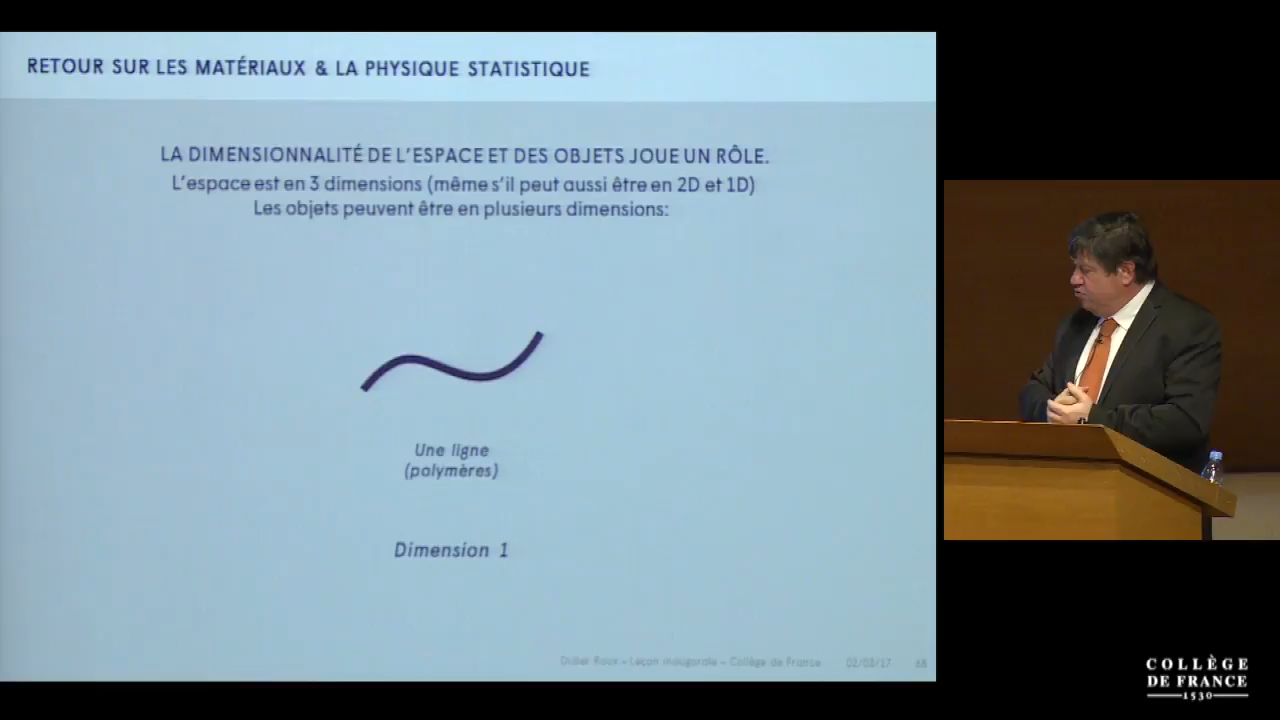 RETOUR SUR LES MATÉRIAUX & LA PHYSIQUE STATISTIQUE
LA DIMENSIONNALITÉ DE L'ESPACE ET DES OBJETS JOUE UN RÔLE.
L'espace est en 3 dimensions (même s'il peut aussi être en 2D et 1D)
Les objets peuvent être en plusieurs dimensions:
Une ligne
(polymères)
Dimension 1
Didier Roux – Leçon inaugurale – Collège de France 02/03/17 68
COLLÈGE
DE FRANCE
1530